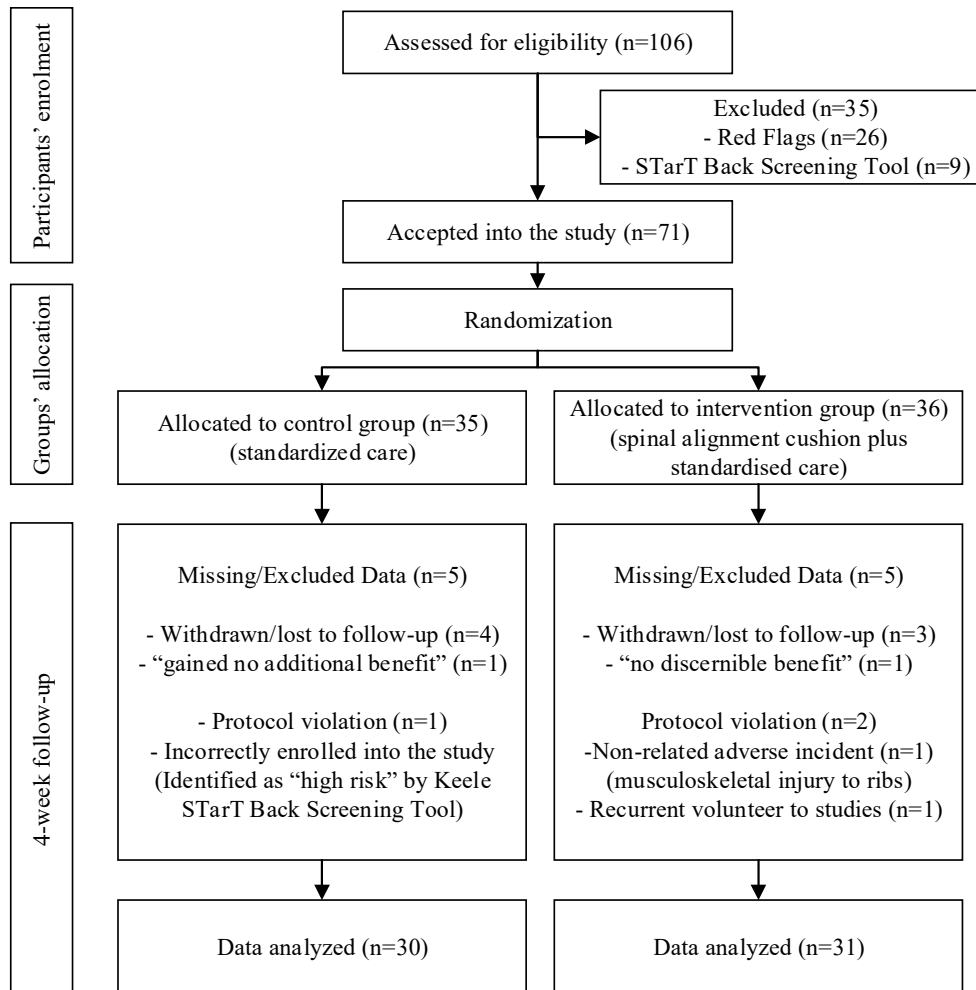 Participants’ enrolment
Assessed for eligibility (n=106)
Excluded (n=35)
- Red Flags (n=26)
- STarT Back Screening Tool (n=9)
Accepted into the study (n=71)
Groups’ allocation
Randomization
Allocated to control group (n=35)
(standardized care)
Allocated to intervention group (n=36)
(spinal alignment cushion plus
standardised care)
4-week follow-up
Missing/Excluded Data (n=5)
- Withdrawn/lost to follow-up (n=4)
- “gained no additional benefit” (n=1)
- Protocol violation (n=1)
- Incorrectly enrolled into the study
(Identified as “high risk” by Keele
STarT Back Screening Tool)
Missing/Excluded Data (n=5)
- Withdrawn/lost to follow-up (n=3)
- “no discernible benefit” (n=1)
Protocol violation (n=2)
-Non-related adverse incident (n=1)
(musculoskeletal injury to ribs)
- Recurrent volunteer to studies (n=1)
Data analyzed (n=30)
Data analyzed (n=31)